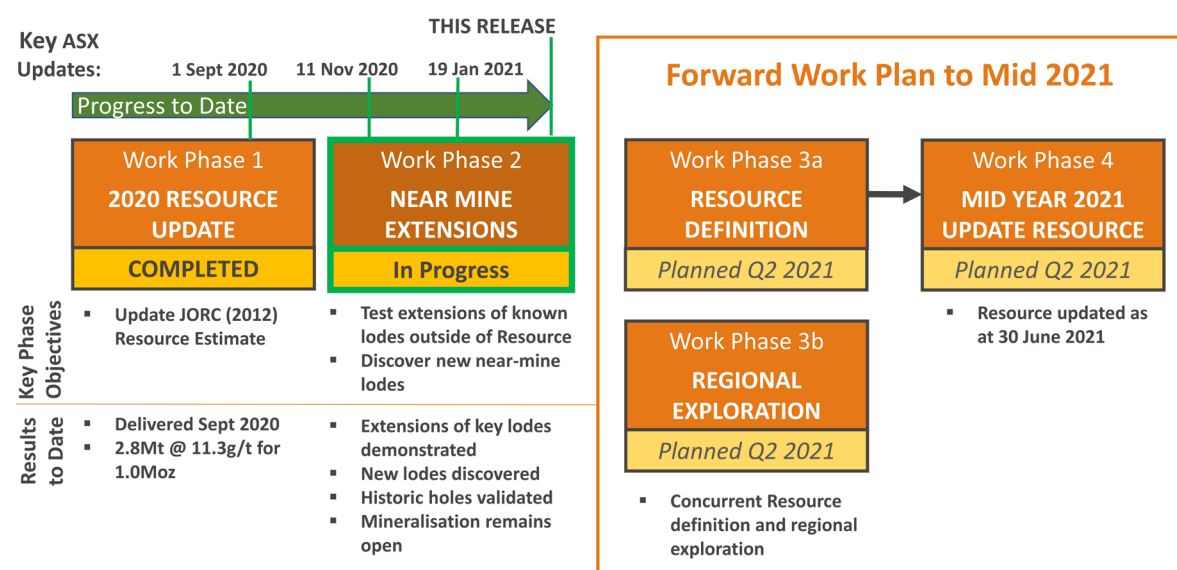 THIS RELEASE
Key ASX
Updates:
1 Sept 2020
11 Nov 2020
19 Jan 2021
Progress to Date
Work Phase 1
2020 RESOURCE
UPDATE
COMPLETED
Work Phase 2
NEAR MINE
EXTENSIONS
In Progress
Key Phase
Objectives
▪ Update JORC (2012)
Resource Estimate
▪ Test extensions of known
lodes outside of Resource
▪ Discover new near-mine
lodes
Results
to Date
▪ Delivered Sept 2020
▪ 2.8Mt @ 11.3g/t for
1.0Moz
▪ Extensions of key lodes
demonstrated
▪ New lodes discovered
▪ Historic holes validated
▪ Mineralisation remains
open
Forward Work Plan to Mid 2021
Work Phase 3a
RESOURCE
DEFINITION
Planned Q2 2021
Work Phase 4
MID YEAR 2021
UPDATE RESOURCE
Planned Q2 2021
▪ Resource updated as
at 30 June 2021
Work Phase 3b
REGIONAL
EXPLORATION
Planned Q2 2021
▪ Concurrent Resource
definition and regional
exploration